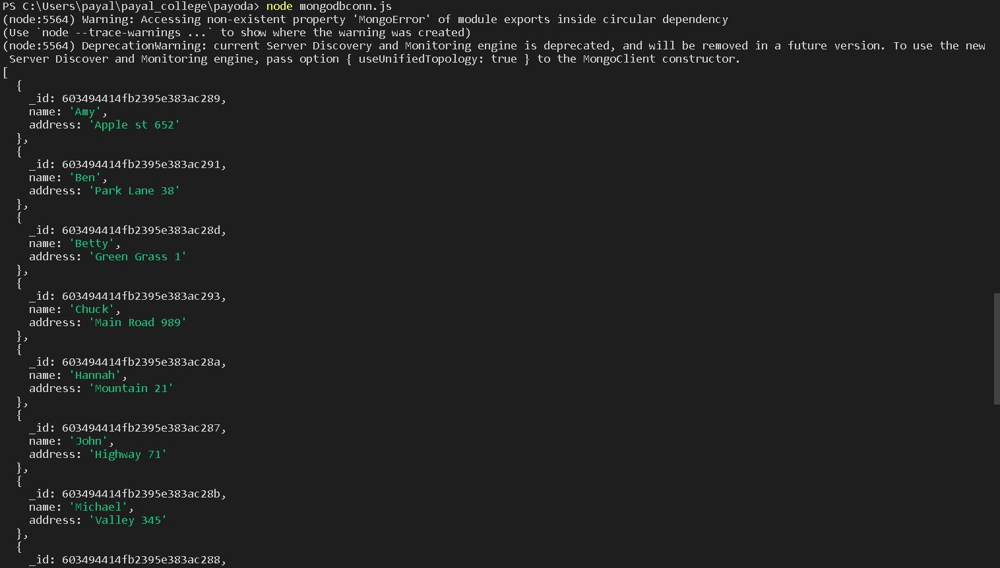 PS C:\Users\payal\payal_college\payoda> node mongodbconn.js
(node:5564) Warning: Accessing non-existent property 'MongoError' of module exports inside circular dependency
(Use `node --trace-warnings ...` to show where the warning was created)
(node:5564) DeprecationWarning: current Server Discovery and Monitoring engine is deprecated, and will be removed in a future version. To use the new
 Server Discover and Monitoring engine, pass option { useUnifiedTopology: true } to the MongoClient constructor.
[
  {
    _id: 603494414fb2395e383ac289,
    name: 'Amy',
    address: 'Apple st 652'
  },
  {
    _id: 603494414fb2395e383ac291,
    name: 'Ben',
    address: 'Park Lane 38'
  },
  {
    _id: 603494414fb2395e383ac28d,
    name: 'Betty',
    address: 'Green Grass 1'
  },
  {
    _id: 603494414fb2395e383ac293,
    name: 'Chuck',
    address: 'Main Road 989'
  },
  {
    _id: 603494414fb2395e383ac28a,
    name: 'Hannah',
    address: 'Mountain 21'
  },
  {
    _id: 603494414fb2395e383ac287,
    name: 'John',
    address: 'Highway 71'
  },
  {
    _id: 603494414fb2395e383ac28b,
    name: 'Michael',
    address: 'Valley 345'
  },
  {
    _id: 603494414fb2395e383ac288,